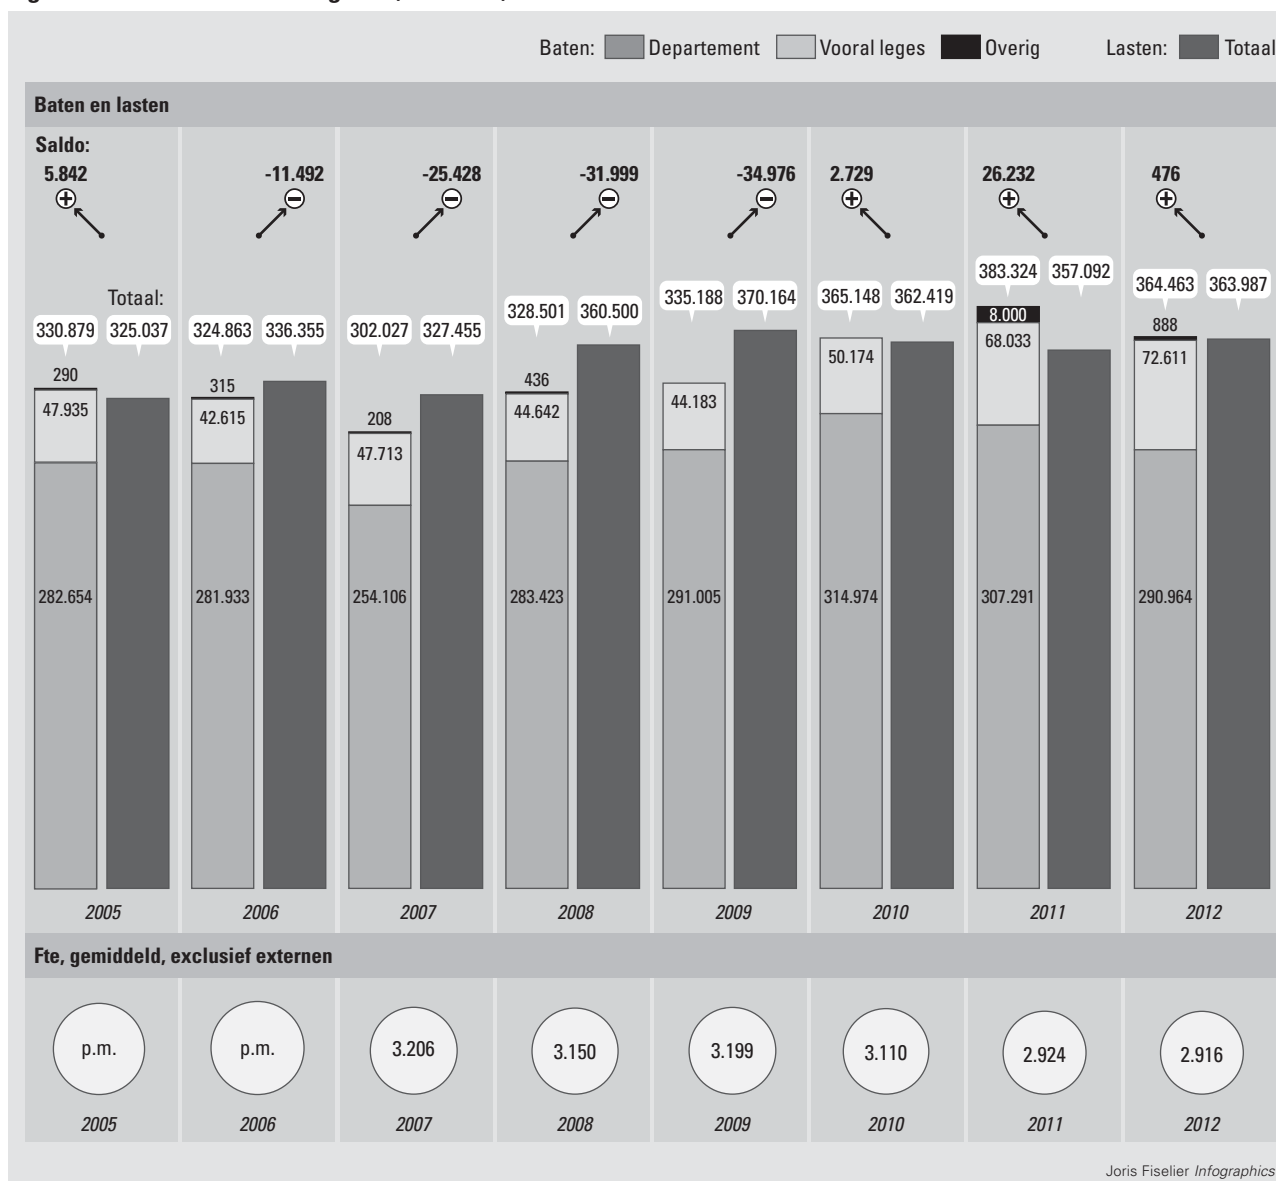 Baten: Departement Vooral leges Overig Lasten: Totaal
Baten en lasten
Saldo:
5.842 -11.492 -25.428 -31.999 -34.976 2.729 26.232 476
Totaal:
330.879 325.037 324.863 336.355 302.027 327.455 328.501 360.500 335.188 370.164 365.148 362.419 383.324 357.092 364.463 363.987
290 315 208 436 8.000 888
47.935 42.615 47.713 44.642 44.183 50.174 68.033 72.611
282.654 281.933 254.106 283.423 291.005 314.974 307.291 290.964
2005 2006 2007 2008 2009 2010 2011 2012
Fte, gemiddeld, exclusief externen
p.m. p.m. 3.206 3.150 3.199 3.110 2.924 2.916
2005 2006 2007 2008 2009 2010 2011 2012
Joris Fiselier Infographics